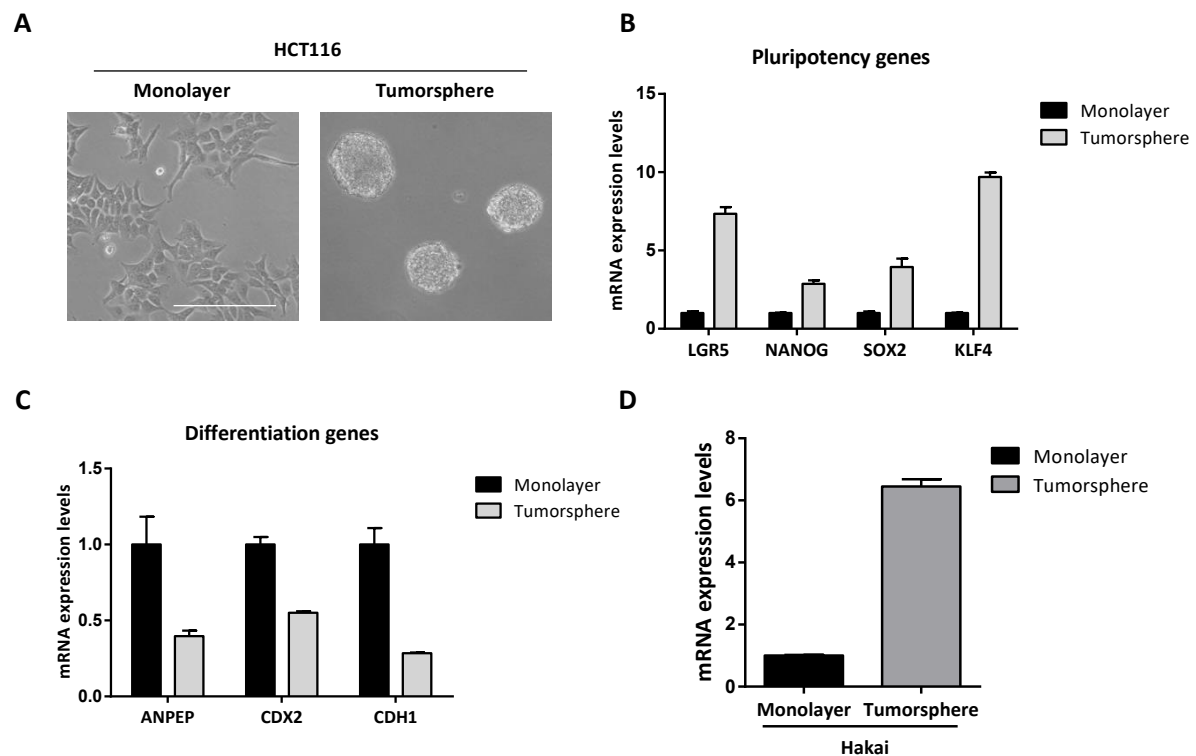 A
HCT116
Monolayer Tumorsphere
B
Pluripotency genes
mRNA expression levels
15
10
5
0
LGR5 NANOG SOX2 KLF4
Monolayer
Tumorsphere
C
Differentiation genes
mRNA expression levels
1.5
1.0
0.5
0.0
ANPEP CDX2 CDH1
Monolayer
Tumorsphere
D
mRNA expression levels
8
6
4
2
0
Monolayer Tumorsphere
Hakai
Monolayer
Tumorsphere